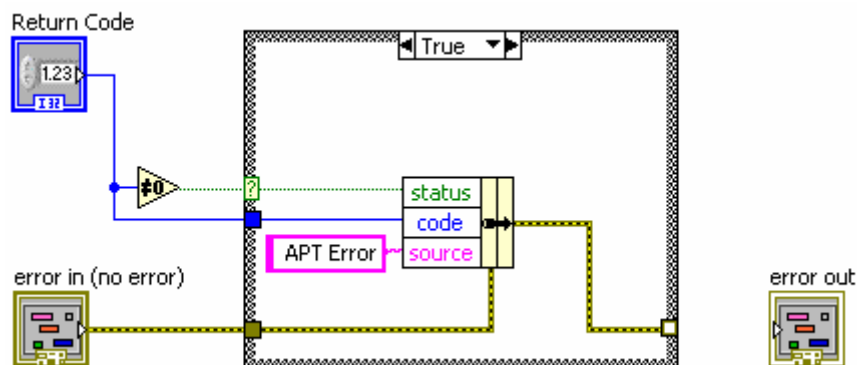 Return Code
True
1.23
I32
≠0
?
status
code
APT Error
source
error in (no error)
error out